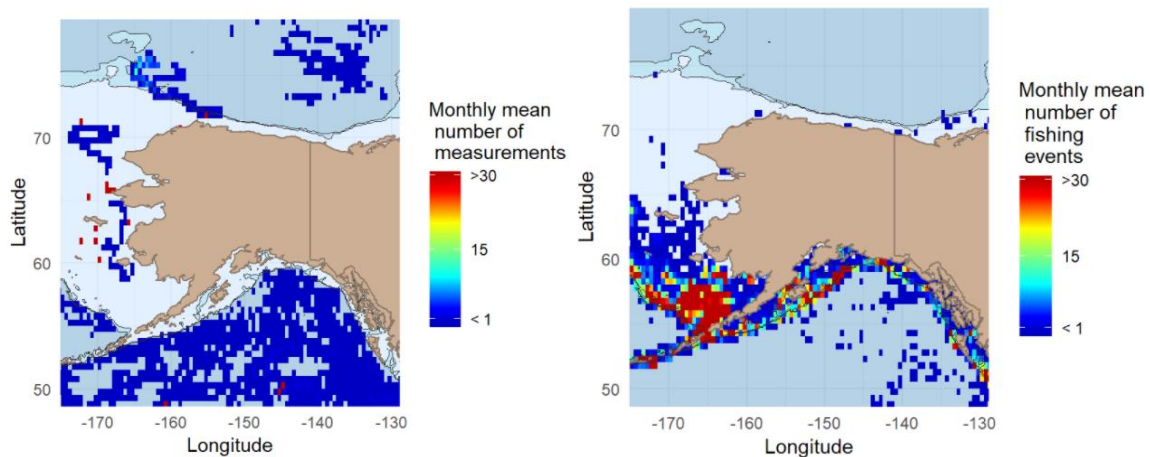 Latitude
70
60
50
-170
-160
-150
-140
-130
Longitude
Monthly mean
number of
measurements
>30
15
< 1
Latitude
70
60
50
-170
-160
-150
-140
-130
Longitude
Monthly mean
number of
fishing
events
>30
15
< 1